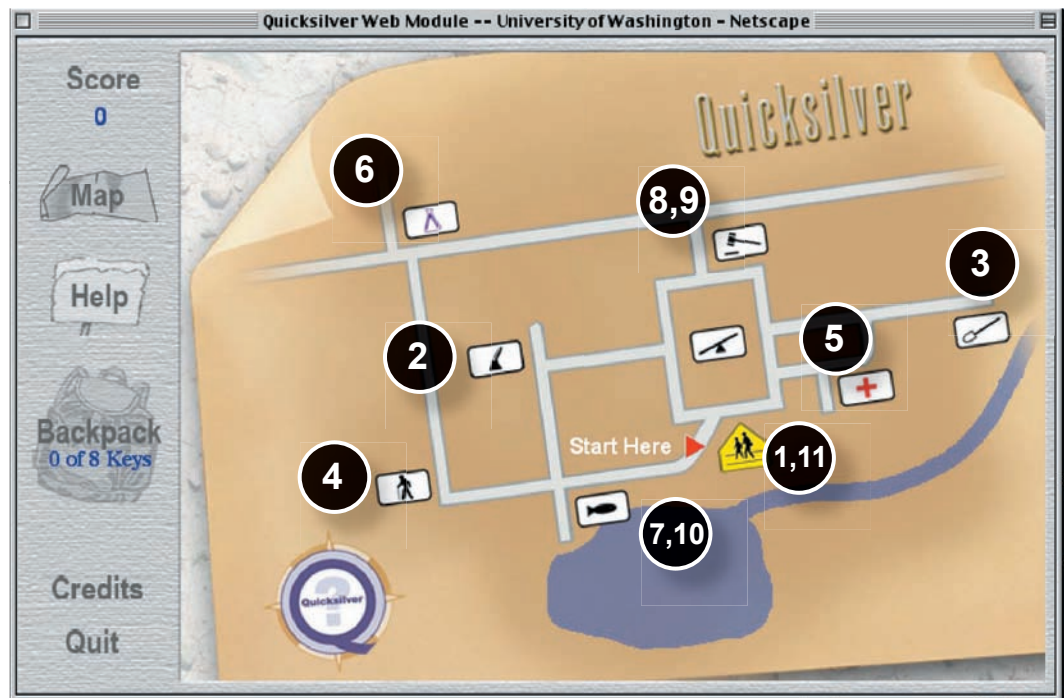 Quicksilver Web Module -- University of Washington - Netscape
Score
0
Map
Help
Backpack
0 of 8 Keys
Credits
Quit
Quicksilver
6
8,9
3
2
5
Start Here
1,11
4
7,10
?
Quicksilver
Q